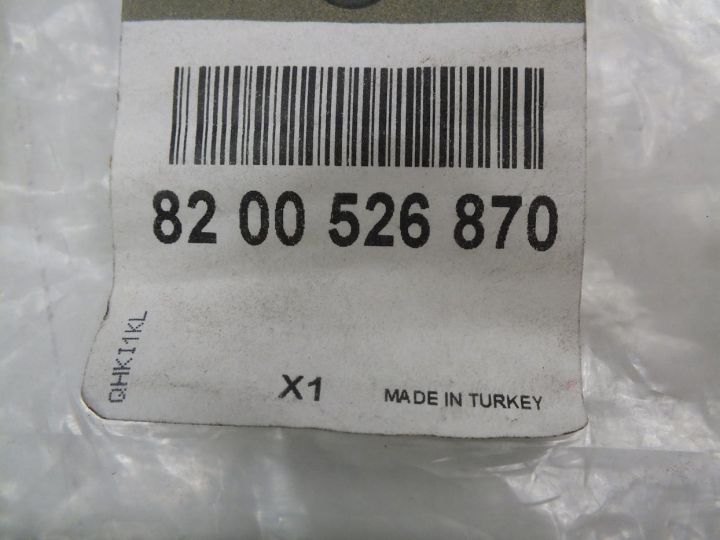 82 00 526 870
QHKI1KL
X1
MADE IN TURKEY